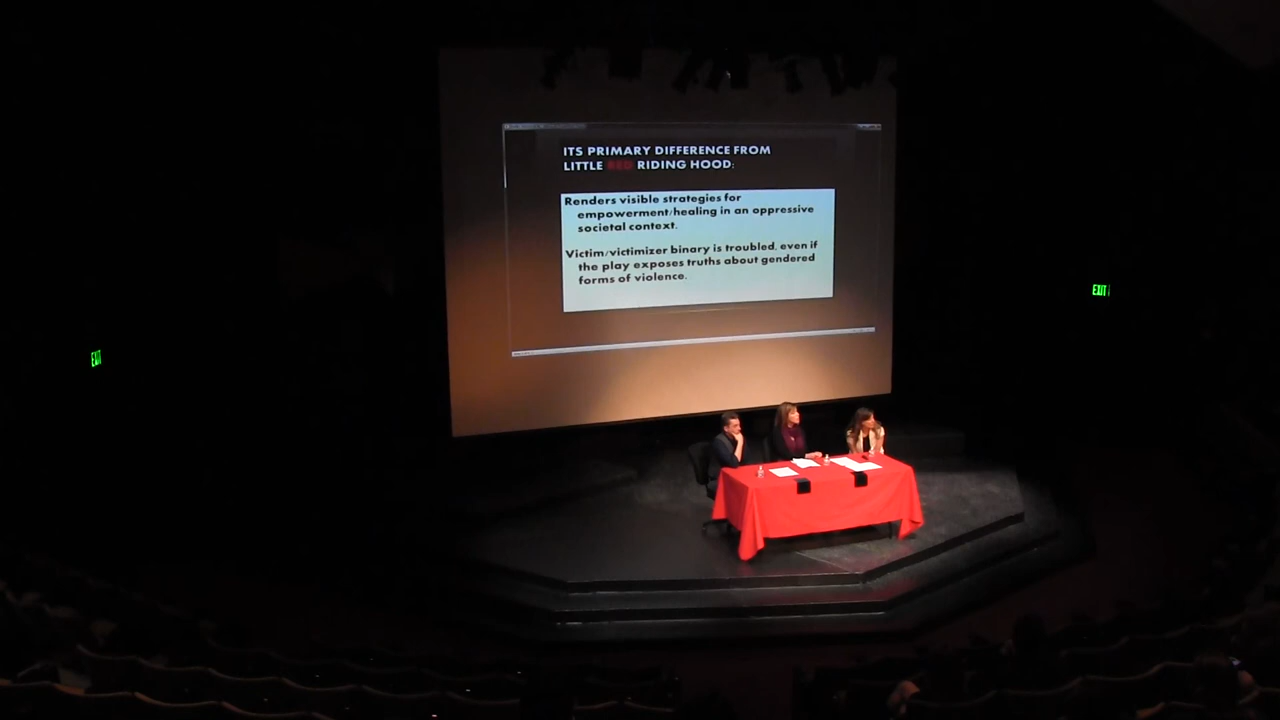 ITS PRIMARY DIFFERENCE FROM
LITTLE RED RIDING HOOD:
Renders visible strategies for
empowerment/healing in an oppressive
societal context.
Victim/victimizer binary is troubled, even if
the play exposes truths about gendered
forms of violence.
EXIT
EXIT